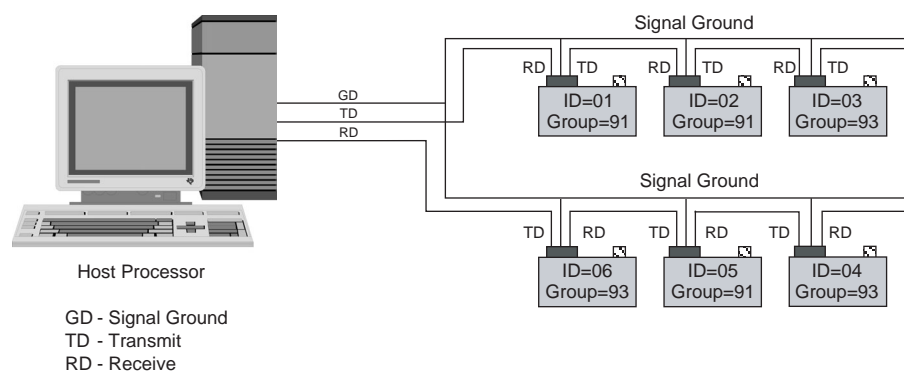 Signal Ground
RD TD RD TD RD TD
ID=01 ID=02 ID=03
Group=91 Group=91 Group=93
GD
TD
RD
Signal Ground
TD RD TD RD TD RD
ID=06 ID=05 ID=04
Group=93 Group=91 Group=93
Host Processor
GD - Signal Ground
TD - Transmit
RD - Receive